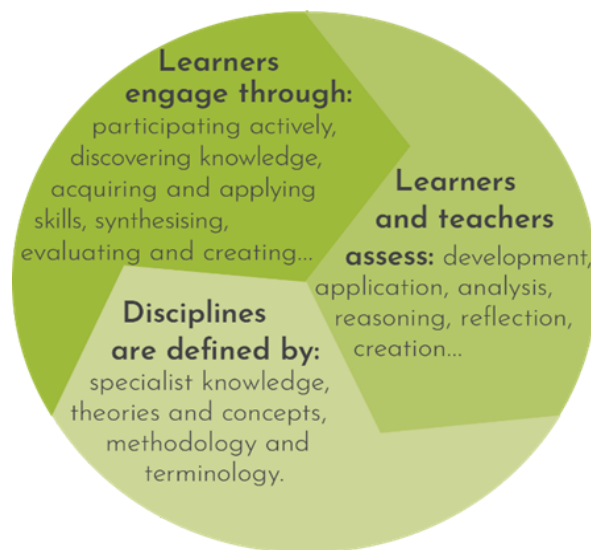 Learners
engage through:
participating actively,
discovering knowledge,
acquiring and applying
skills, synthesising,
evaluating and creating...
Learners
and teachers
assess: development,
application, analysis,
reasoning, reflection,
creation...
Disciplines
are defined by:
specialist knowledge,
theories and concepts,
methodology and
terminology.